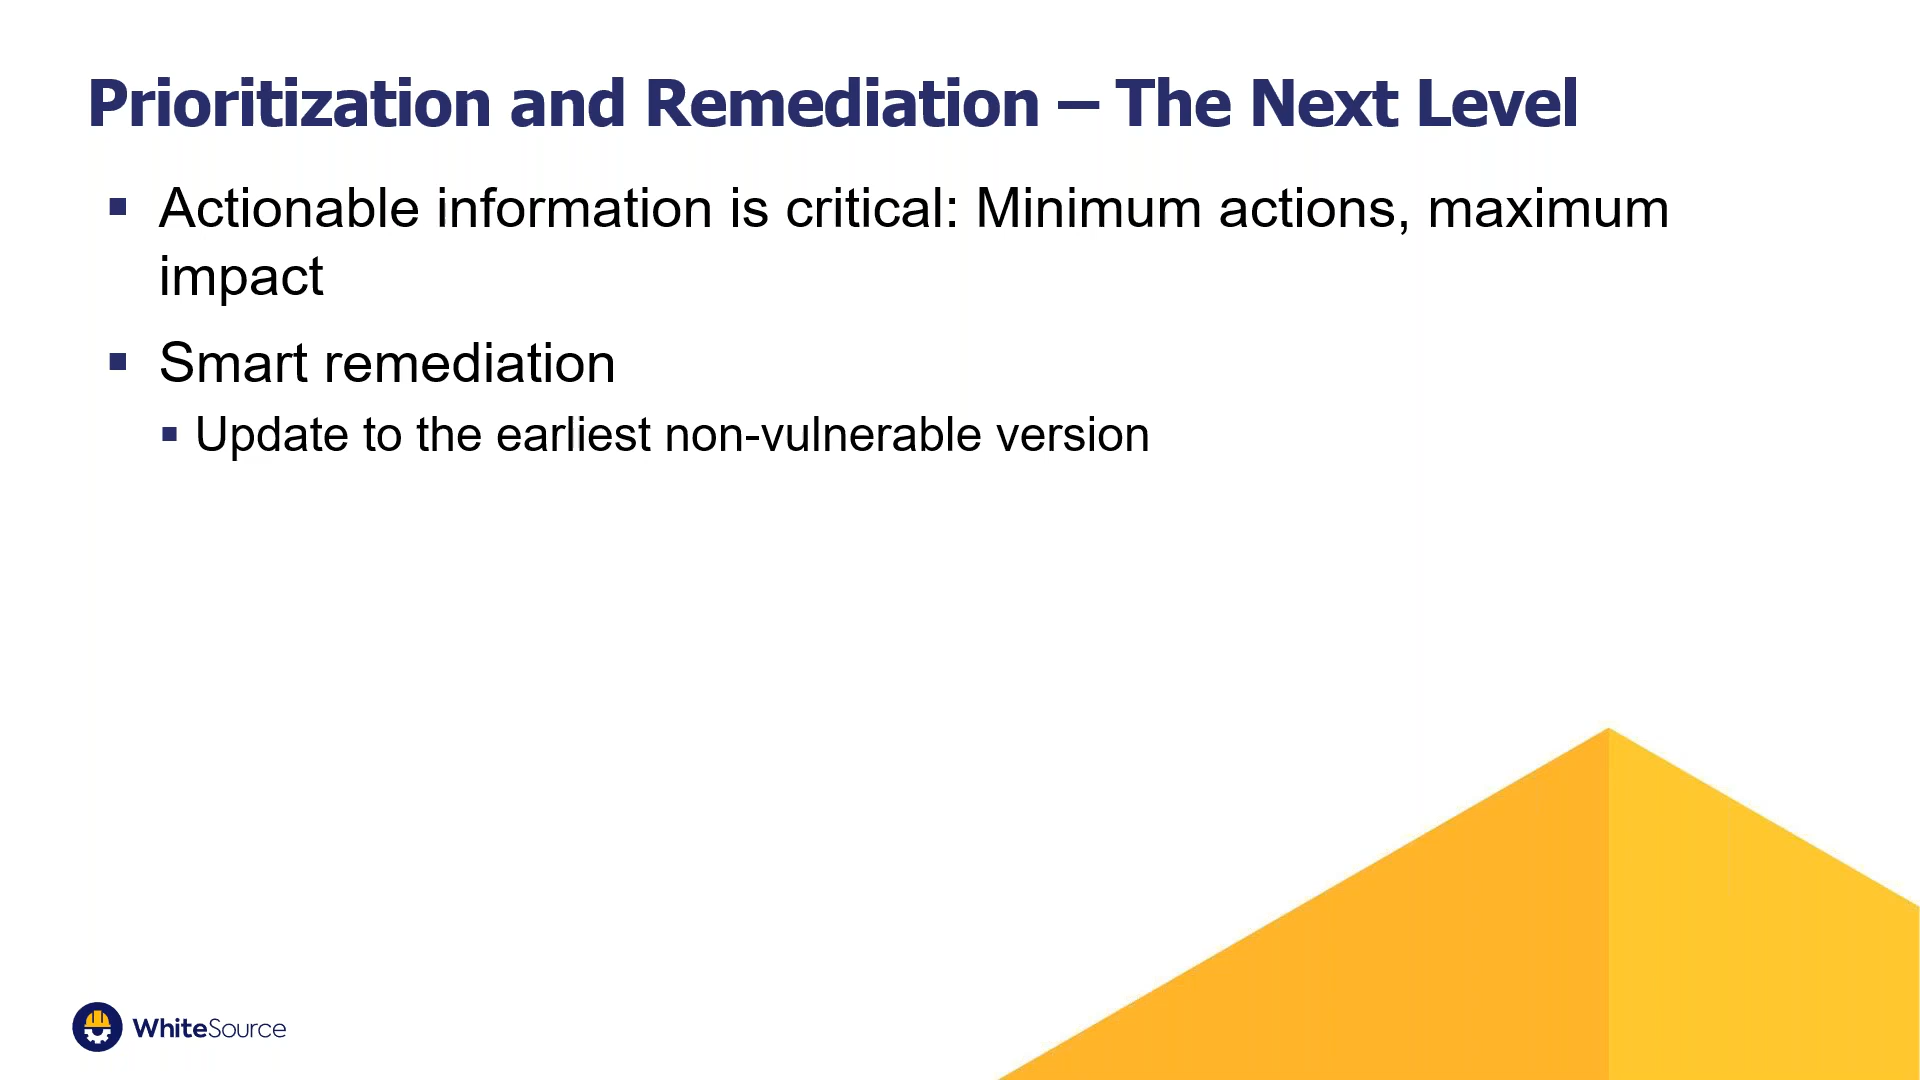 Prioritization and Remediation – The Next Level
▪ Actionable information is critical: Minimum actions, maximum
impact
▪ Smart remediation
▪ Update to the earliest non-vulnerable version
WhiteSource